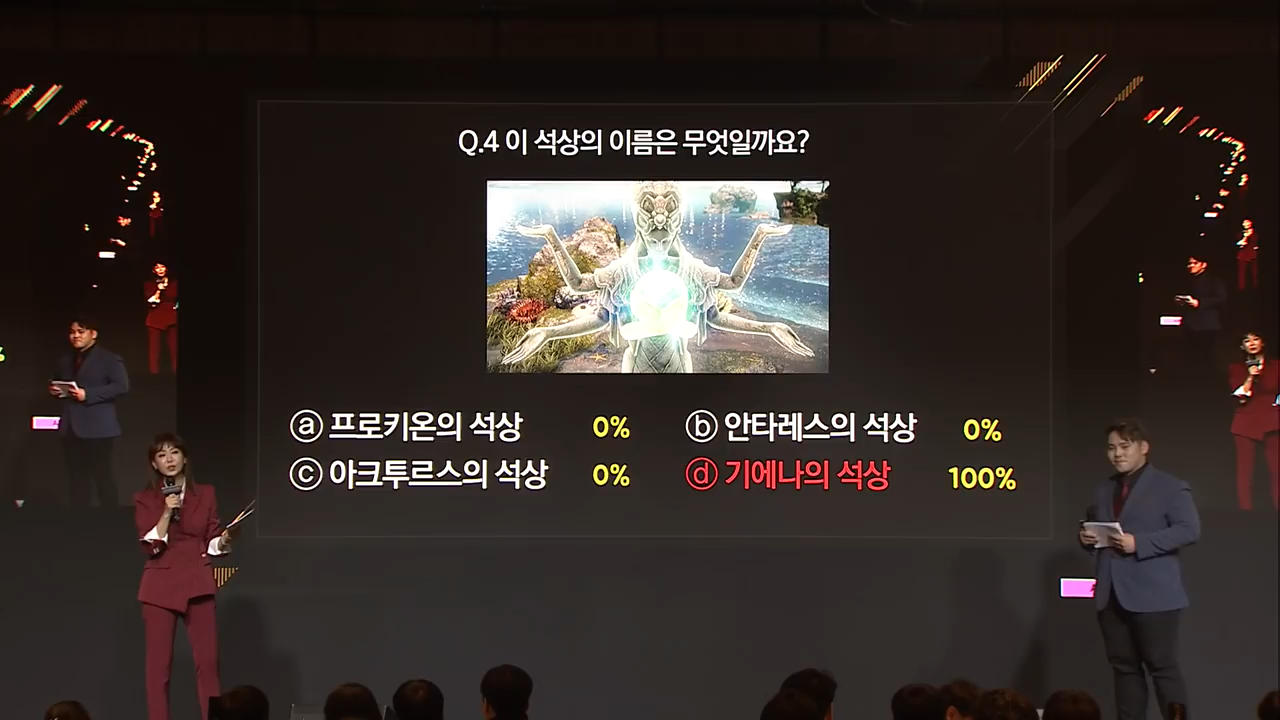 Q.4 이 석상의 이름은 무엇일까요?
ⓐ 프로키온의 석상 0% ⓑ 안타레스의 석상 0%
ⓒ 아크투르스의 석상 0% ⓓ 기에나의 석상 100%